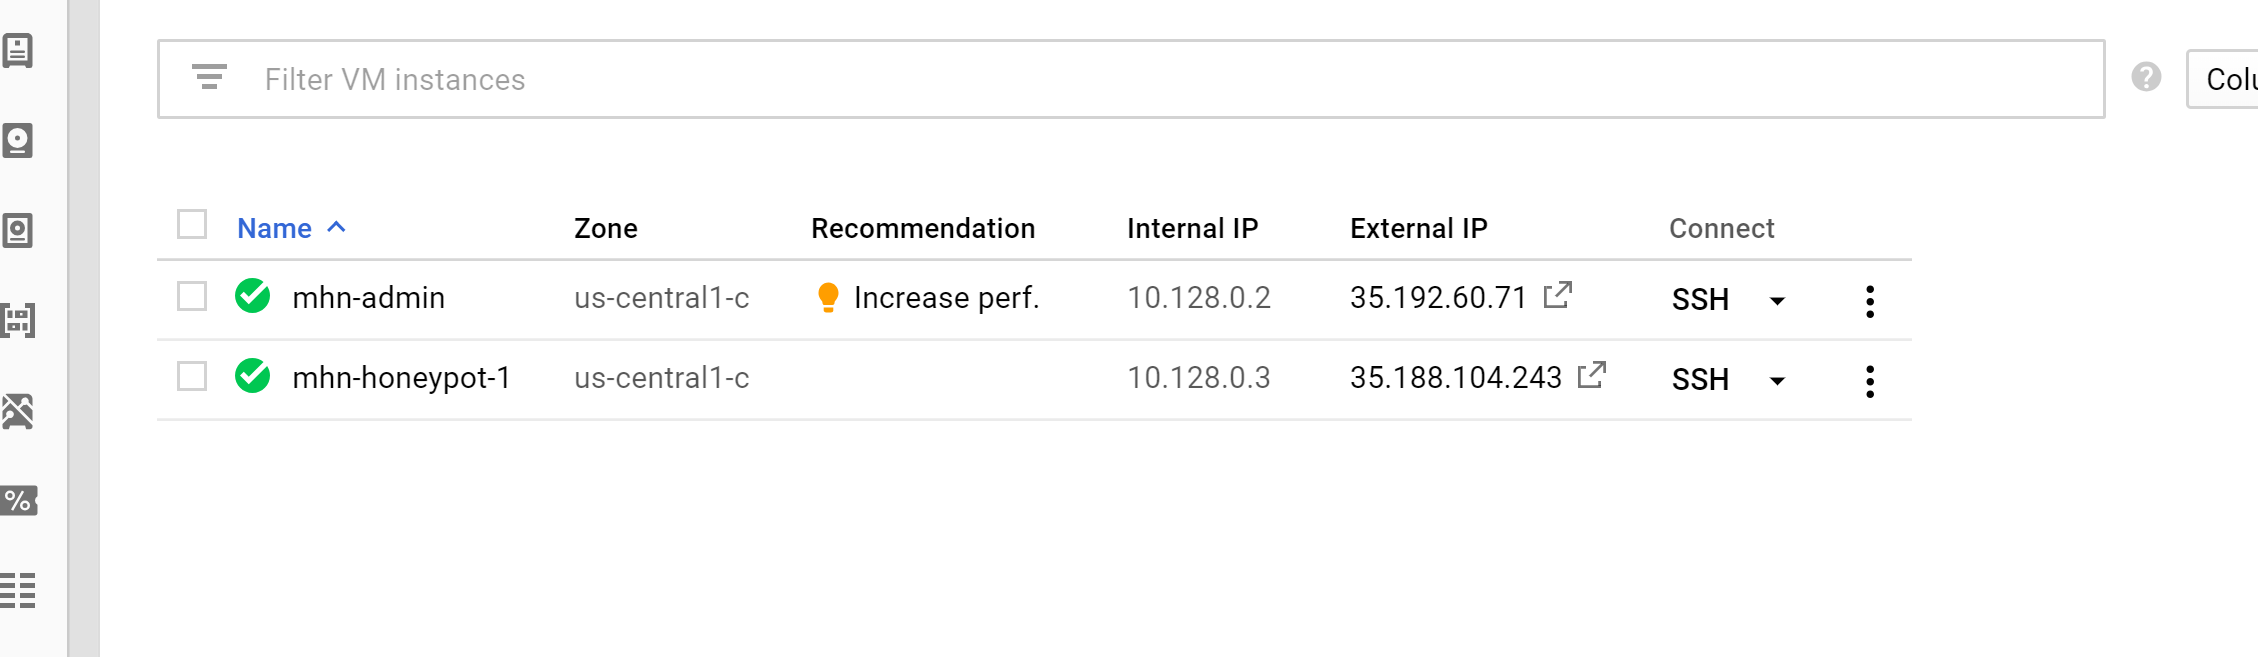 Filter VM instances
Colu
Name Zone Recommendation Internal IP External IP Connect
mhn-admin us-central1-c Increase perf. 10.128.0.2 35.192.60.71 SSH
mhn-honeypot-1 us-central1-c 10.128.0.3 35.188.104.243 SSH
%